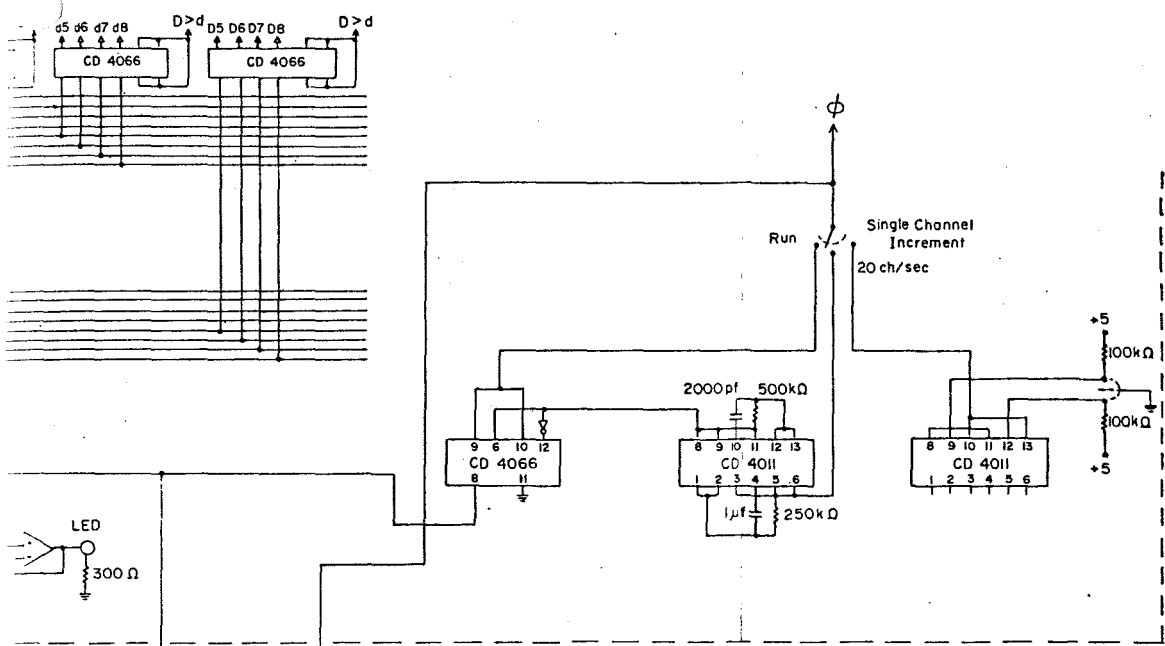 d5 d6 d7 d8 D>d D5 D6 D7 D8 D>d
CD 4066 CD 4066
ϕ
Run
Single Channel
Increment
20 ch/sec
+5
100kΩ
2000pf 500kΩ
100kΩ
+5
9 6 10 12
CD 4066
8 11
8 9 10 11 12 13
CD 4011
1 2 3 4 5 6
1μf 250kΩ
8 9 10 11 12 13
CD 4011
1 2 3 4 5 6
LED
300Ω